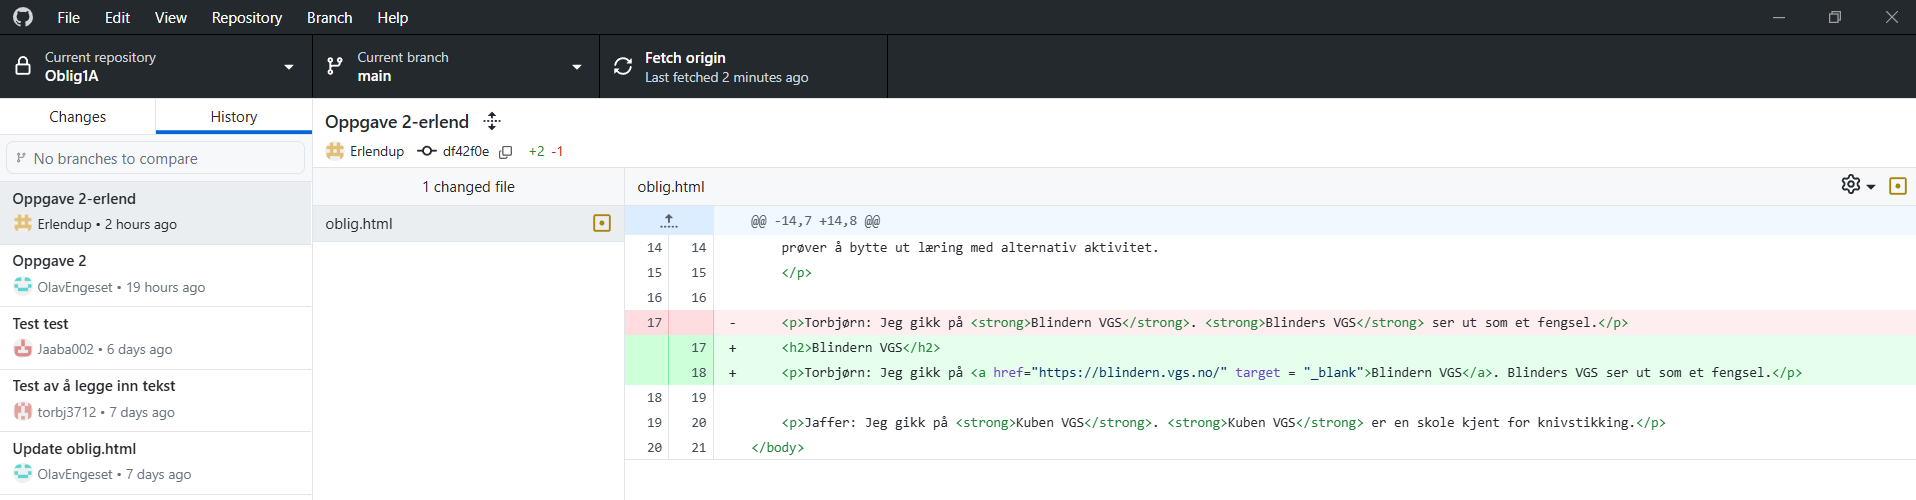 File Edit View Repository Branch Help
Current repository
Oblig1A
Current branch
main
Fetch origin
Last fetched 2 minutes ago
Changes History
No branches to compare
Oppgave 2-erlend
Erlendup • 2 hours ago
Oppgave 2
OlavEngeset • 19 hours ago
Test test
Jaaba002 • 6 days ago
Test av å legge inn tekst
torbj3712 • 7 days ago
Update oblig.html
OlavEngeset • 7 days ago
Oppgave 2-erlend
Erlendup df42f0e +2 -1
1 changed file
oblig.html
oblig.html
@@ -14,7 +14,8 @@
14 14 prøver å bytte ut læring med alternativ aktivitet.
15 15 </p>
16 16
17 - <p>Torbjørn: Jeg gikk på <strong>Blindern VGS</strong>. <strong>Blinders VGS</strong> ser ut som et fengsel.</p>
17 + <h2>Blindern VGS</h2>
18 + <p>Torbjørn: Jeg gikk på <a href="https://blindern.vgs.no/" target = "_blank">Blindern VGS</a>. Blinders VGS ser ut som et fengsel.</p>
18 19
19 20 <p>Jaffer: Jeg gikk på <strong>Kuben VGS</strong>. <strong>Kuben VGS</strong> er en skole kjent for knivstikking.</p>
20 21 </body>